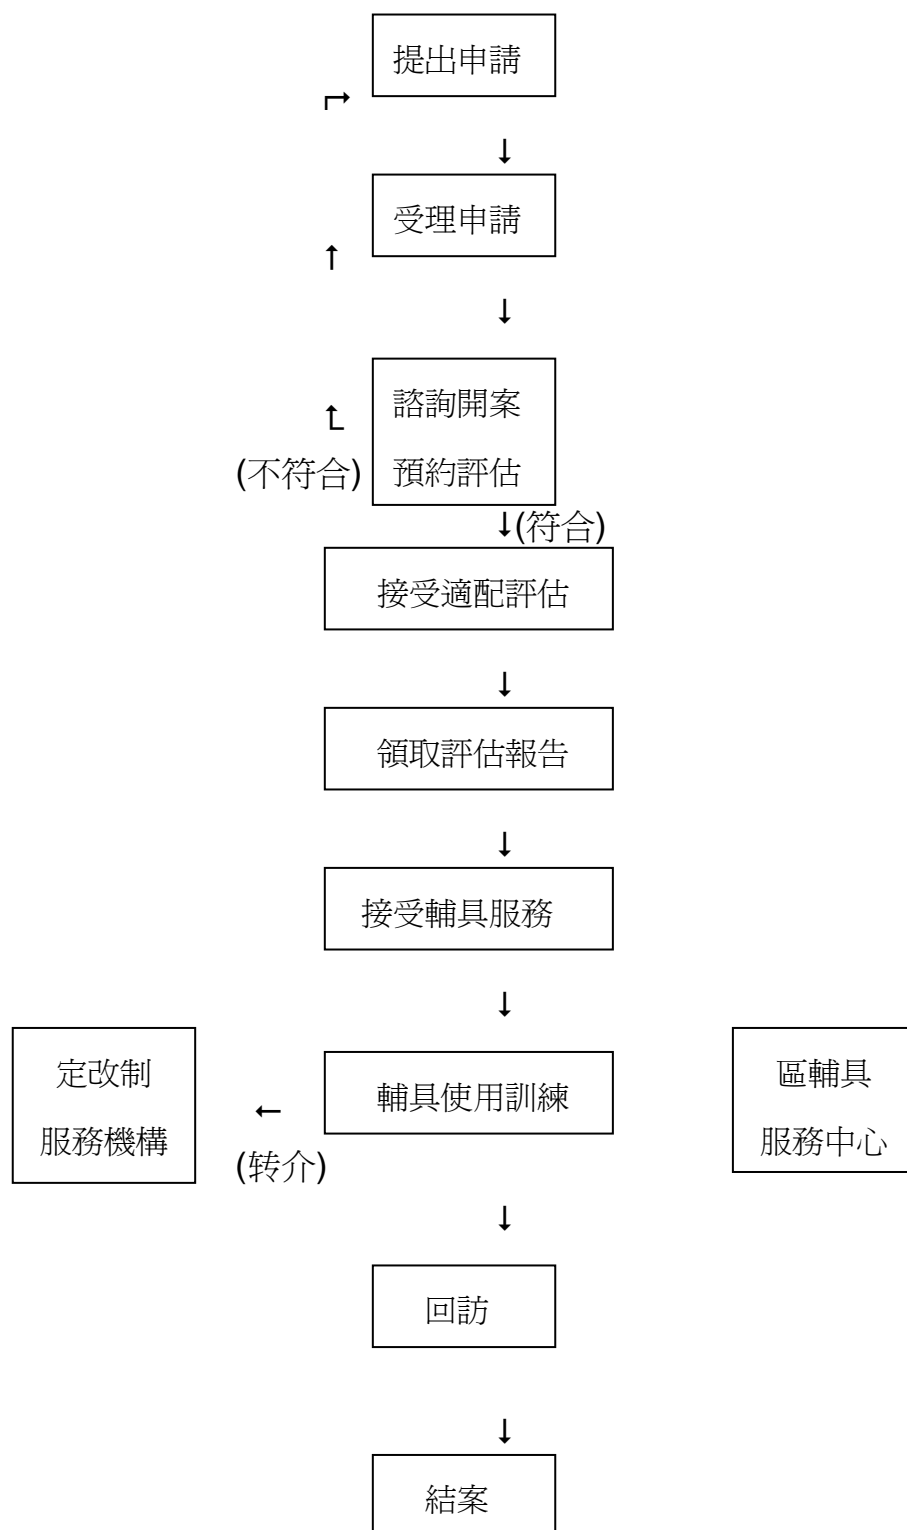 提出申請
受理申請
諮詢開案
(不符合) 預約評估
(符合)
接受適配評估
領取評估報告
接受輔具服務
定改制
服務機構
(转介)
輔具使用訓練
區輔具
服務中心
回訪
結案